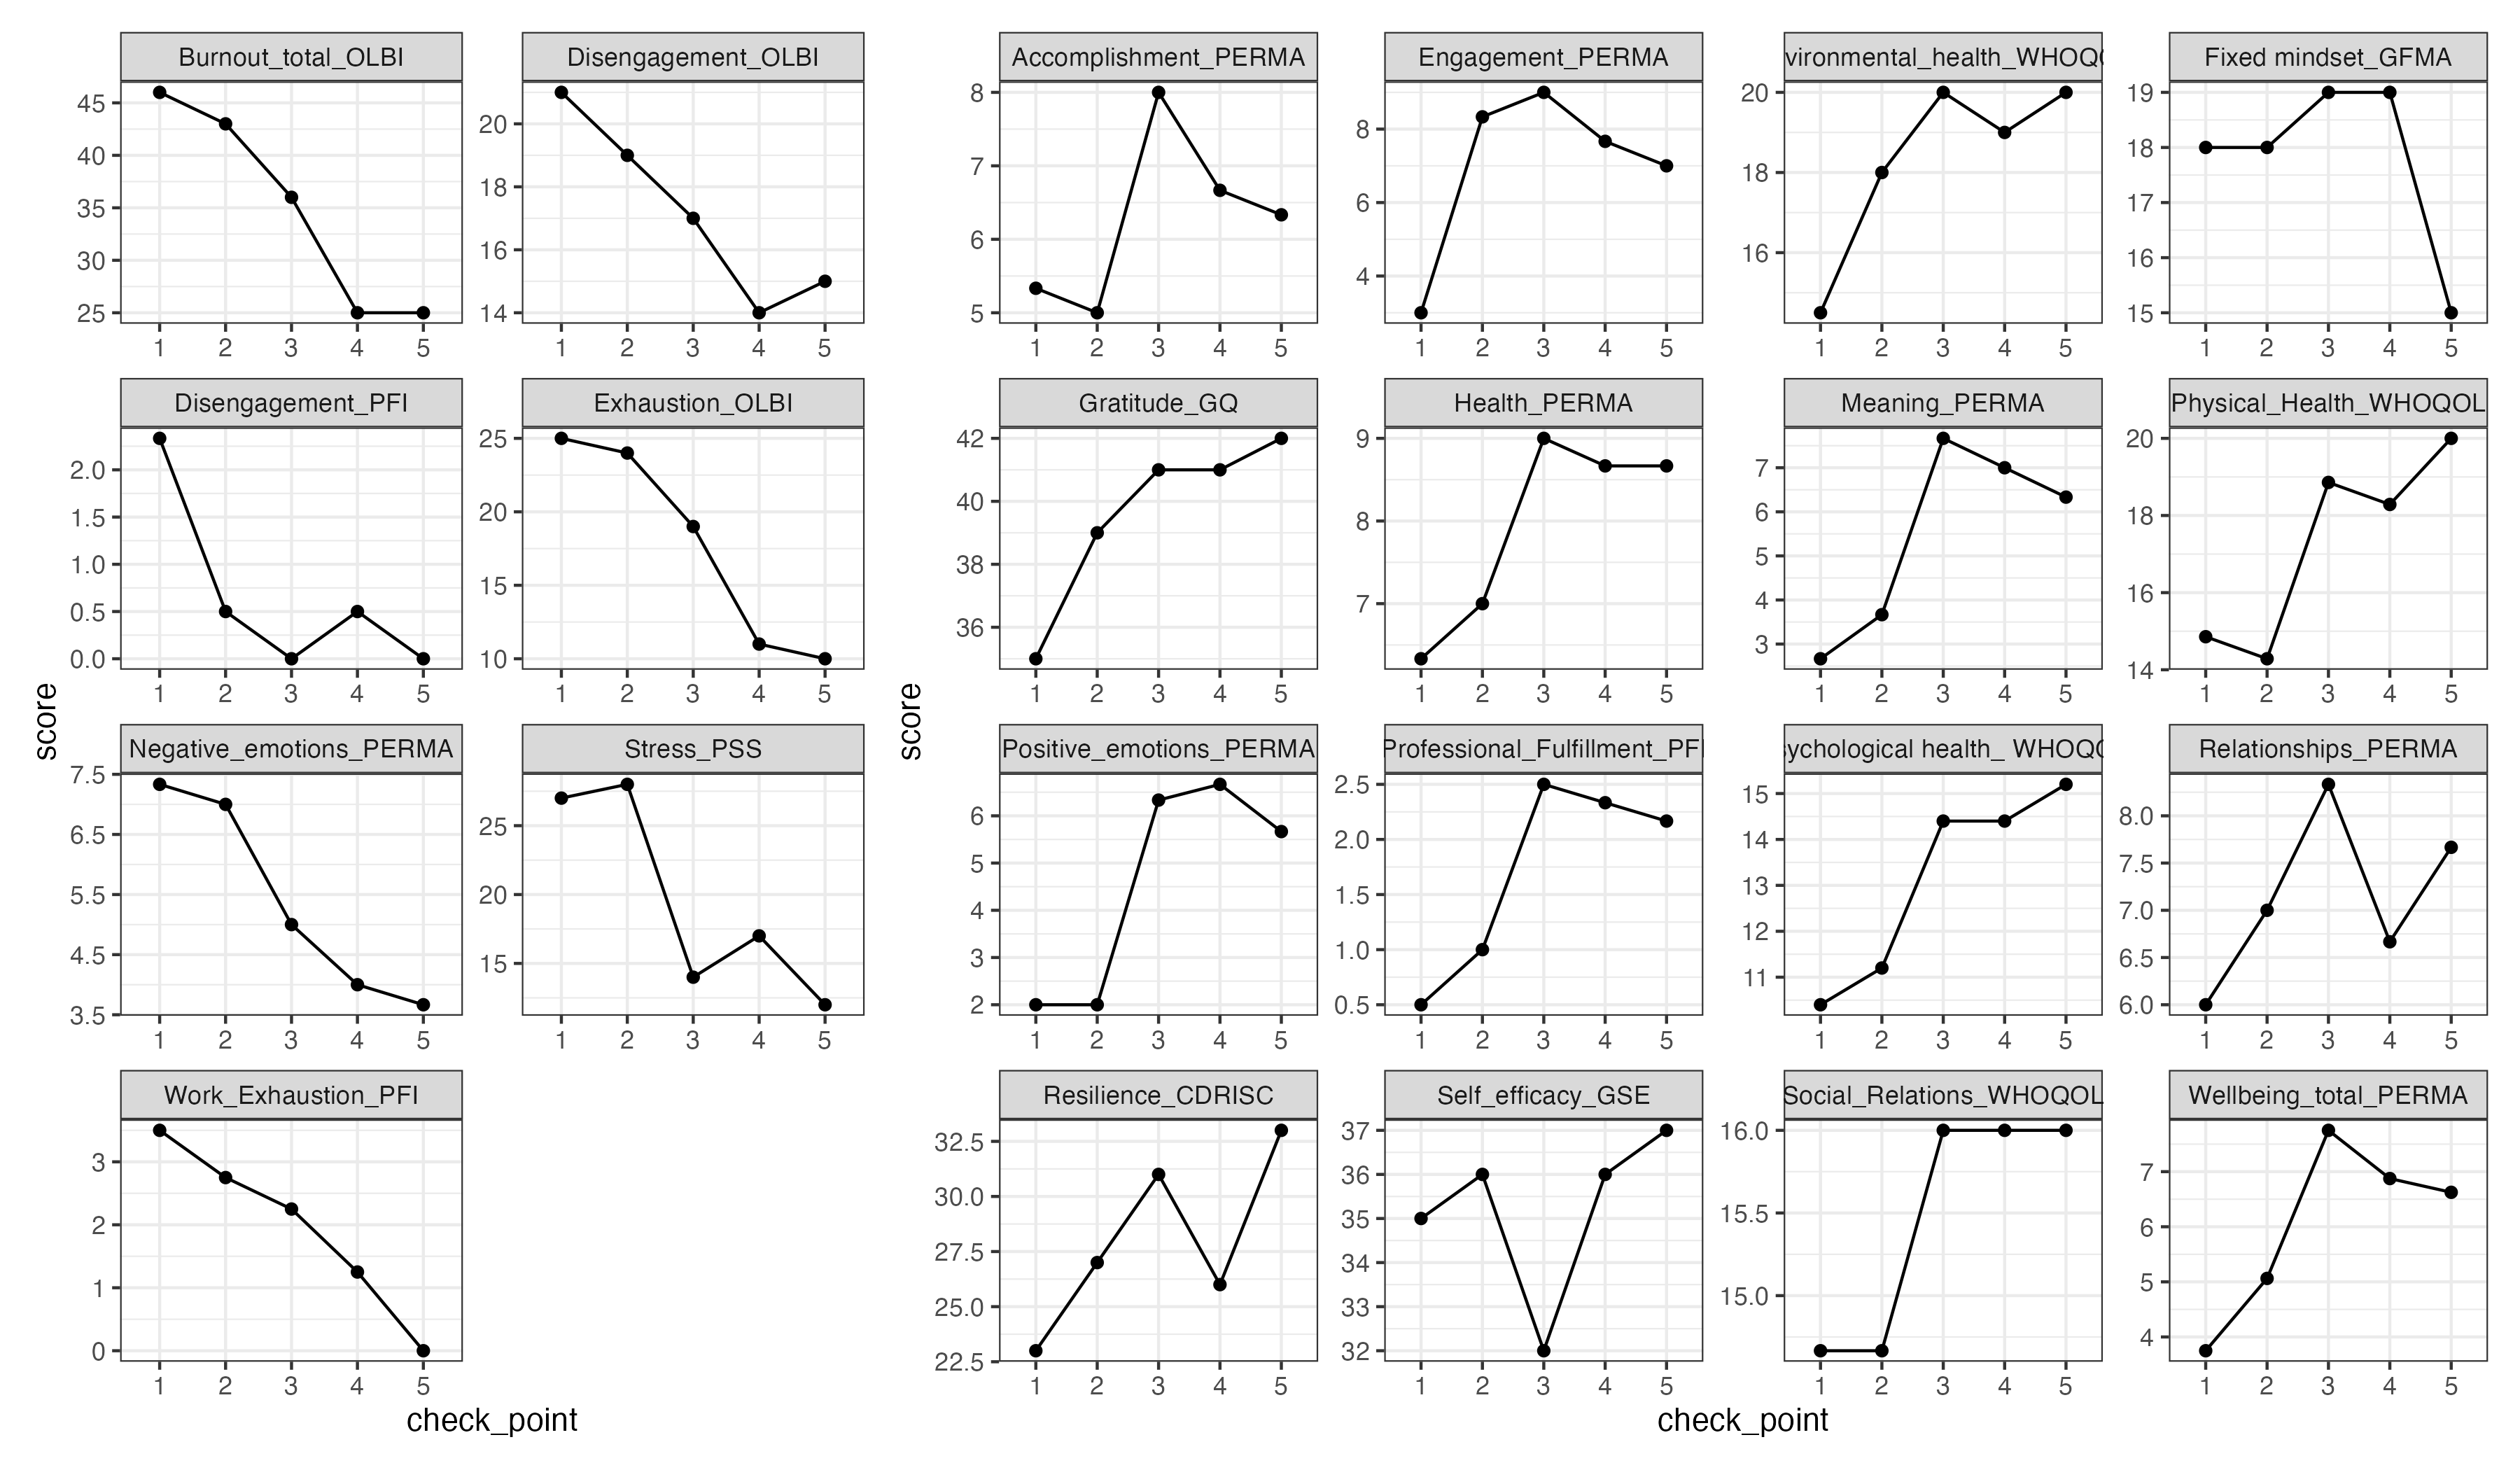 Burnout_total_OLBI
45
40
35
30
25
1 2 3 4 5
Disengagement_OLBI
20
18
16
14
1 2 3 4 5
Disengagement_PFI
2.0
1.5
1.0
0.5
0.0
1 2 3 4 5
Exhaustion_OLBI
25
20
15
10
1 2 3 4 5
Negative_emotions_PERMA
7.5
6.5
5.5
4.5
3.5
1 2 3 4 5
Stress_PSS
25
20
15
1 2 3 4 5
Work_Exhaustion_PFI
3
2
1
0
1 2 3 4 5
score
check_point
Accomplishment_PERMA
8
7
6
5
1 2 3 4 5
Engagement_PERMA
8
6
4
1 2 3 4 5
vironmental_health_WHOQ
20
18
16
1 2 3 4 5
Fixed mindset_GFMA
19
18
17
16
15
1 2 3 4 5
Gratitude_GQ
42
40
38
36
1 2 3 4 5
Health_PERMA
9
8
7
1 2 3 4 5
Meaning_PERMA
7
6
5
4
3
1 2 3 4 5
Physical_Health_WHOQOL
20
18
16
14
1 2 3 4 5
Positive_emotions_PERMA
6
5
4
3
2
1 2 3 4 5
Professional_Fulfillment_PFI
2.5
2.0
1.5
1.0
0.5
1 2 3 4 5
ychological health_ WHOQ
15
14
13
12
11
1 2 3 4 5
Relationships_PERMA
8.0
7.5
7.0
6.5
6.0
1 2 3 4 5
Resilience_CDRISC
32.5
30.0
27.5
25.0
22.5
1 2 3 4 5
Self_efficacy_GSE
37
36
35
34
33
32
1 2 3 4 5
Social_Relations_WHOQOL
16.0
15.5
15.0
1 2 3 4 5
Wellbeing_total_PERMA
7
6
5
4
1 2 3 4 5
score
check_point